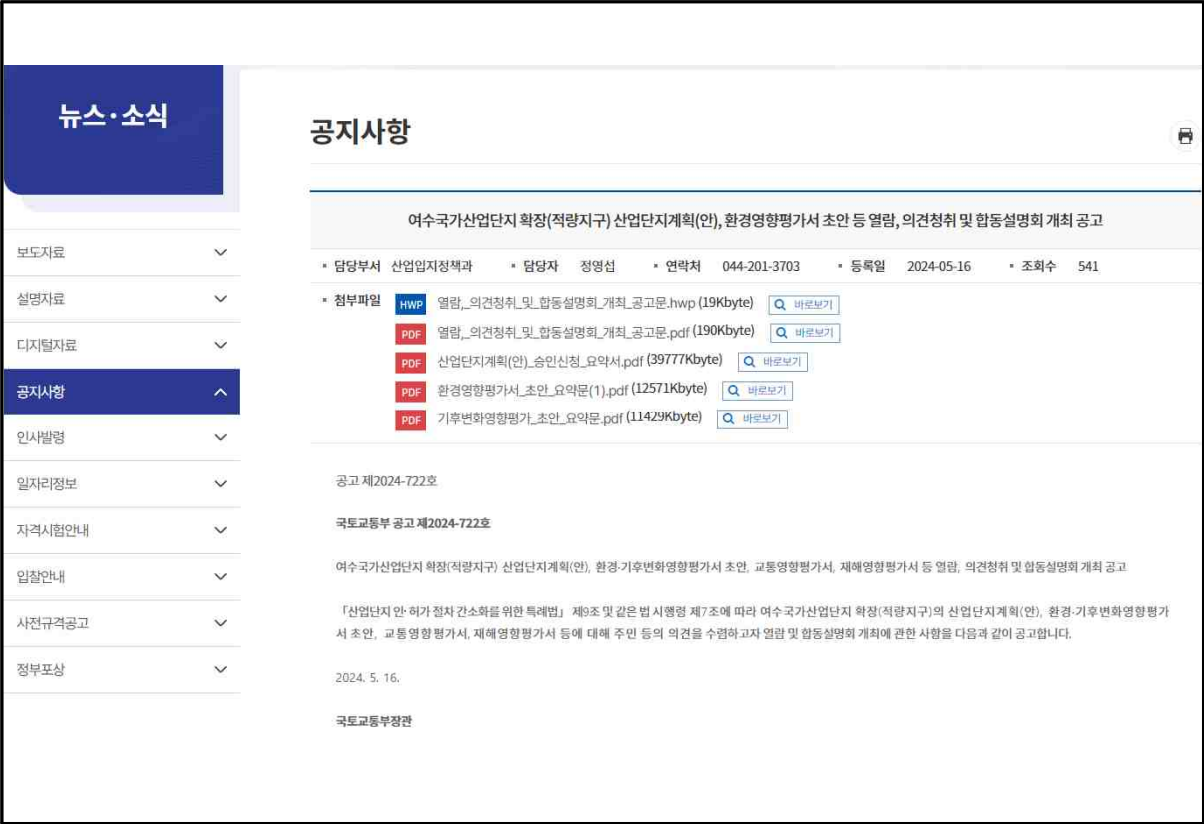 뉴스·소식
보도자료
설명자료
디지털자료
공지사항
인사발령
일자리정보
자격시험안내
입찰안내
사전규격공고
정부포상
공지사항
여수국가산업단지 확장(적량지구) 산업단지계획(안), 환경영향평가서 초안 등 열람, 의견청취 및 합동설명회 개최 공고
담당부서 산업입지정책과 담당자 정영섭 연락처 044-201-3703 등록일 2024-05-16 조회수 541
첨부파일 HWP 열람,_의견청취_및_합동설명회_개최_공고문.hwp (19Kbyte) 바로보기
PDF 열람,_의견청취_및_합동설명회_개최_공고문.pdf (190Kbyte) 바로보기
PDF 산업단지계획(안)_승인신청_요약서.pdf (39777Kbyte) 바로보기
PDF 환경영향평가서_초안_요약문(1).pdf (12571Kbyte) 바로보기
PDF 기후변화영향평가_초안_요약문.pdf (11429Kbyte) 바로보기
공고 제2024-722호
국토교통부 공고 제2024-722호
여수국가산업단지 확장(적량지구) 산업단지계획(안), 환경·기후변화영향평가서 초안, 교통영향평가서, 재해영향평가서 등 열람, 의견청취 및 합동설명회 개최 공고
「산업단지 인·허가 절차 간소화를 위한 특례법」 제9조 및 같은 법 시행령 제7조에 따라 여수국가산업단지 확장(적량지구)의 산업단지계획(안), 환경·기후변화영향평가
서 초안, 교통영향평가서, 재해영향평가서 등에 대해 주민 등의 의견을 수렴하고자 열람 및 합동설명회 개최에 관한 사항을 다음과 같이 공고합니다.
2024. 5. 16.
국토교통부장관